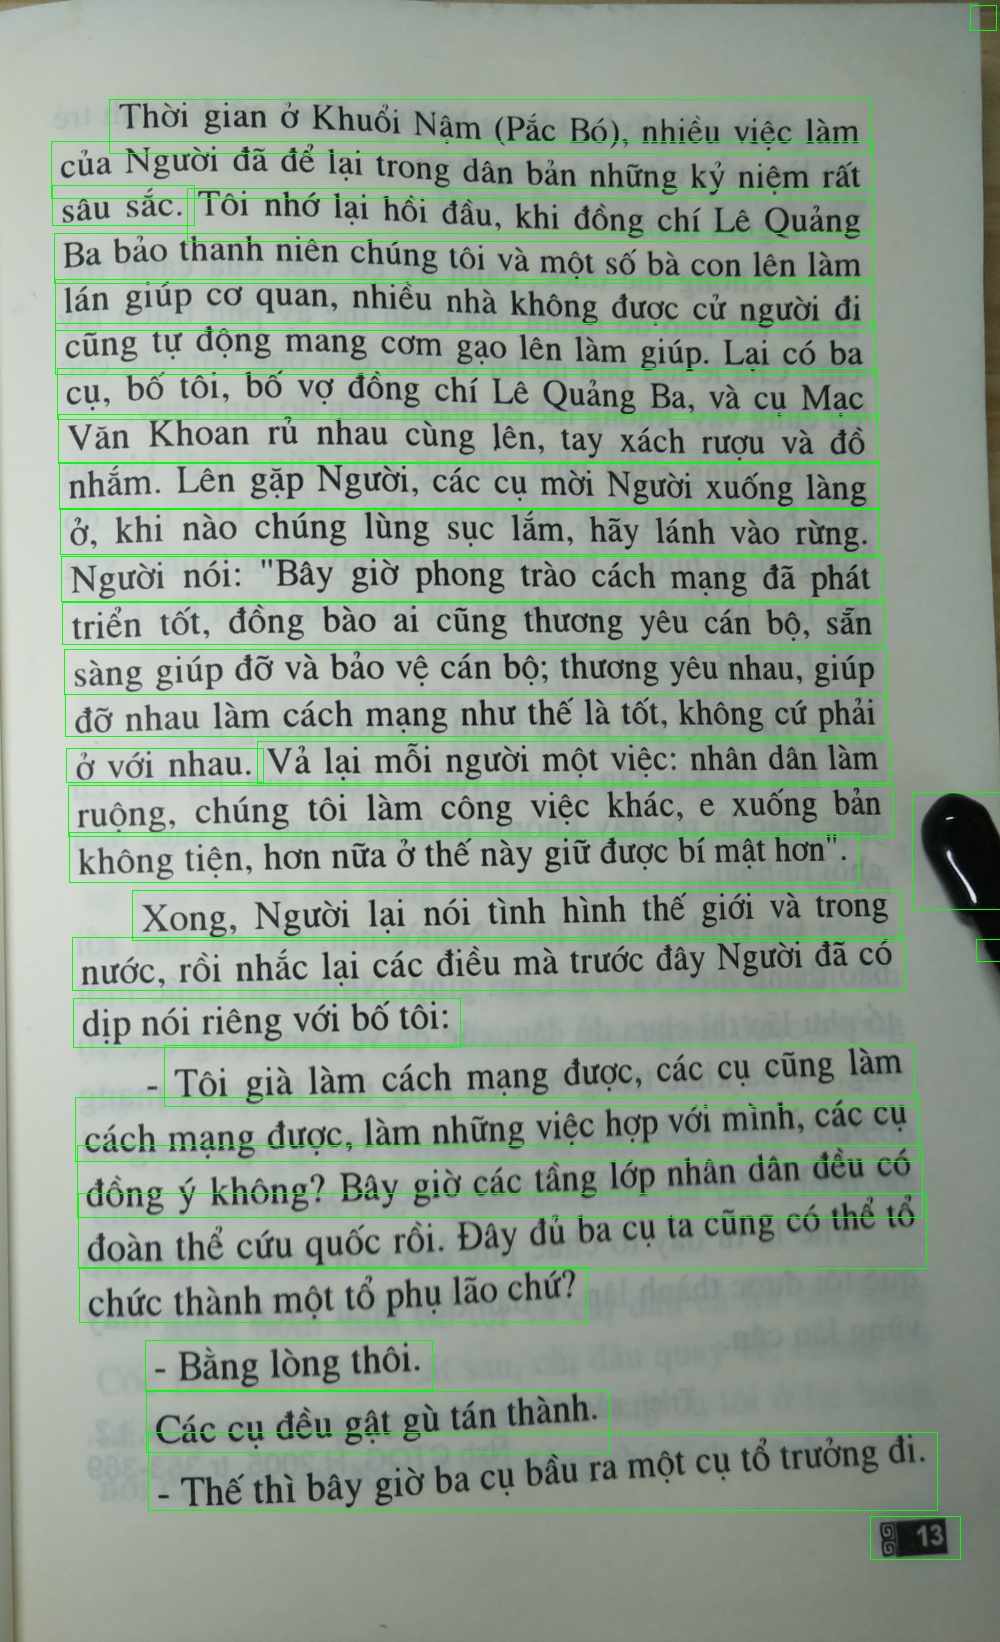 Thời gian ở Khuổi Nậm (Pắc Bó), nhiều việc làm
của Người đã để lại trong dân bản những kỷ niệm rất
sâu sắc. Tôi nhớ lại hồi đầu, khi đồng chí Lê Quảng
Ba bảo thanh niên chúng tôi và một số bà con lên làm
lán giúp cơ quan, nhiều nhà không được cử người đi
cũng tự động mang cơm gạo lên làm giúp. Lại có ba
cụ, bố tôi, bố vợ đồng chí Lê Quảng Ba, và cụ Mạc
Văn Khoan rủ nhau cùng lên, tay xách rượu và đồ
nhắm. Lên gặp Người, các cụ mời Người xuống làng
ở, khi nào chúng lùng sục lắm, hãy lánh vào rừng.
Người nói: "Bây giờ phong trào cách mạng đã phát
triển tốt, đồng bào ai cũng thương yêu cán bộ, sẵn
sàng giúp đỡ và bảo vệ cán bộ; thương yêu nhau, giúp
đỡ nhau làm cách mạng như thế là tốt, không cứ phải
ở với nhau. Vả lại mỗi người một việc: nhân dân làm
ruộng, chúng tôi làm công việc khác, e xuống bản
không tiện, hơn nữa ở thế này giữ được bí mật hơn".
Xong, Người lại nói tình hình thế giới và trong
nước, rồi nhắc lại các điều mà trước đây Người đã có
dịp nói riêng với bố tôi:
- Tôi già làm cách mạng được, các cụ cũng làm
cách mạng được, làm những việc hợp với mình, các cụ
đồng ý không? Bây giờ các tầng lớp nhân dân đều có
đoàn thể cứu quốc rồi. Đây đủ ba cụ ta cũng có thể tổ
chức thành một tổ phụ lão chứ?
- Bằng lòng thôi.
Các cụ đều gật gù tán thành.
- Thế thì bây giờ ba cụ bầu ra một cụ tổ trưởng đi.
13